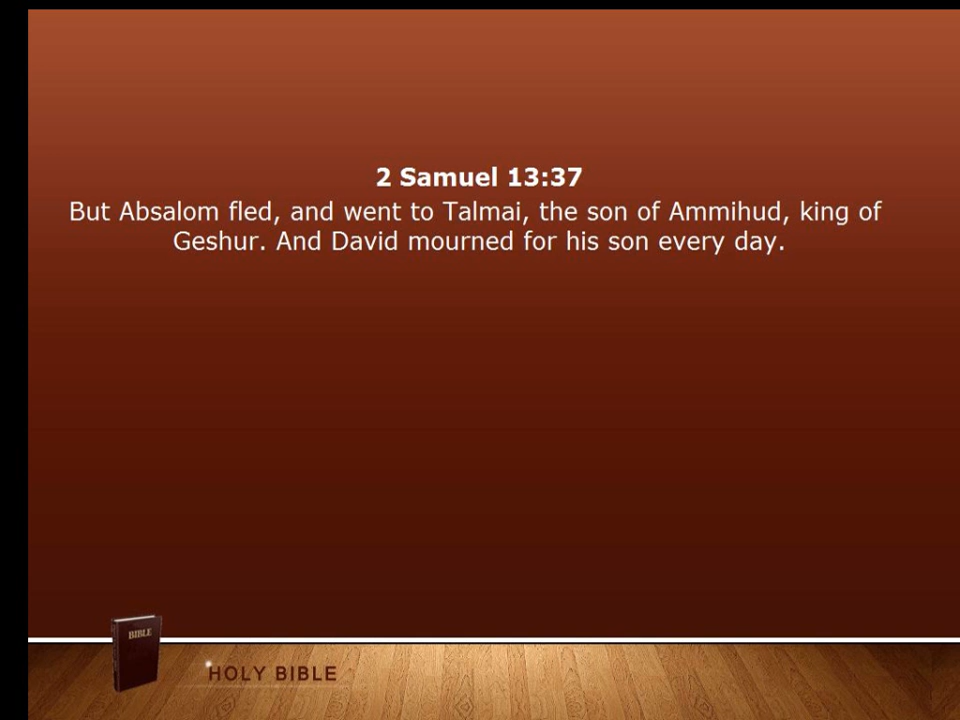 2 Samuel 13:37
But Absalom fled, and went to Talmai, the son of Ammihud, king of
Geshur. And David mourned for his son every day.
BIBLE
HOLY BIBLE